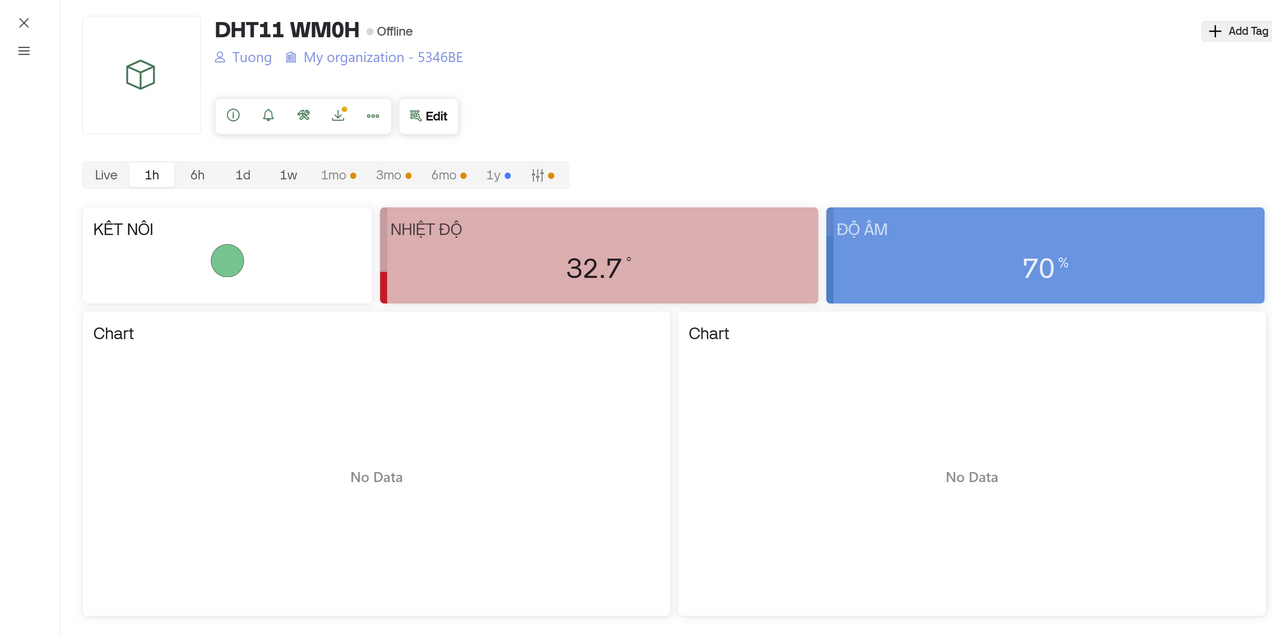 DHT11 WM0H Offline
Add Tag
Tuong My organization - 5346BE
Edit
Live 1h 6h 1d 1w 1mo 3mo 6mo 1y
KẾT NỐI
NHIỆT ĐỘ
ĐỘ ÂM
32.7°
70%
Chart
Chart
No Data
No Data